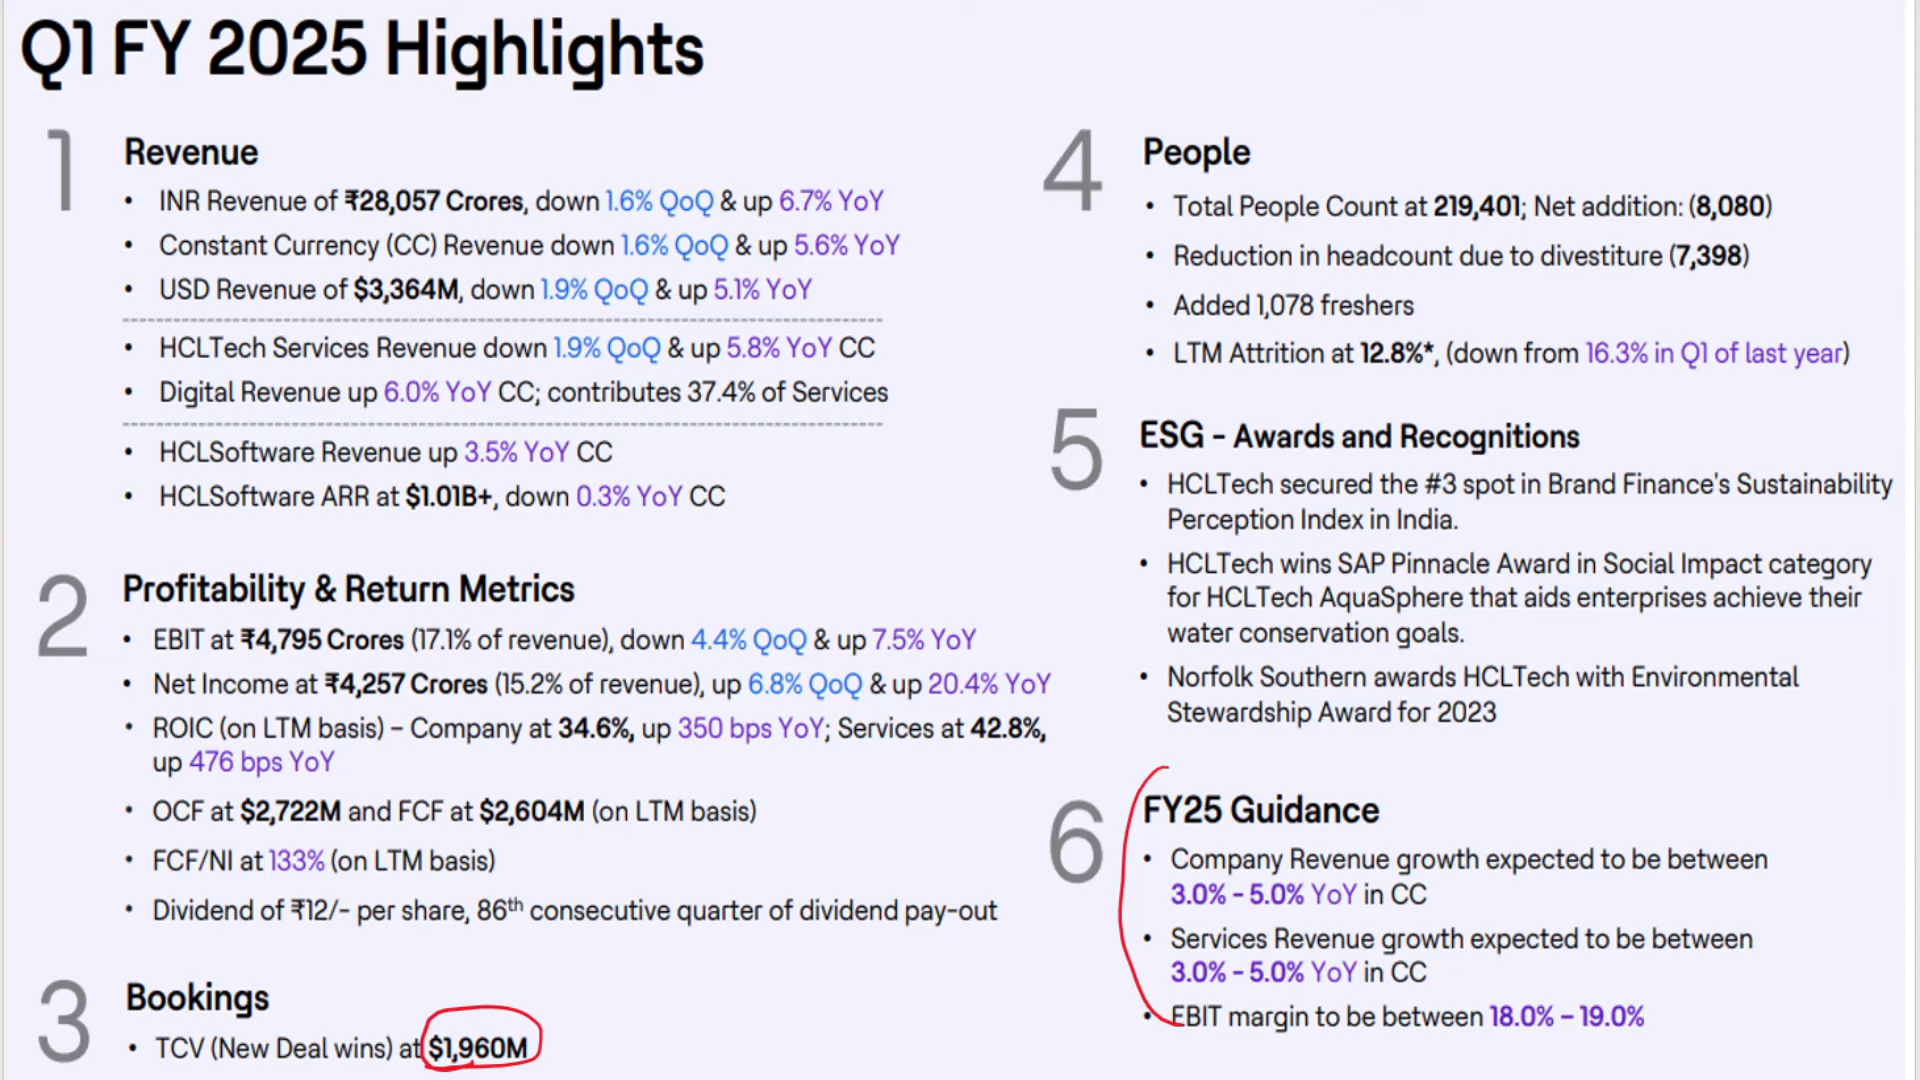 Q1 FY 2025 Highlights
1
Revenue
• INR Revenue of ₹28,057 Crores, down 1.6% QoQ & up 6.7% YoY
• Constant Currency (CC) Revenue down 1.6% QoQ & up 5.6% YoY
• USD Revenue of $3,364M, down 1.9% QoQ & up 5.1% YoY
• HCLTech Services Revenue down 1.9% QoQ & up 5.8% YoY CC
• Digital Revenue up 6.0% YoY CC; contributes 37.4% of Services
• HCLSoftware Revenue up 3.5% YoY CC
• HCLSoftware ARR at $1.01B+, down 0.3% YoY CC
2
Profitability & Return Metrics
• EBIT at ₹4,795 Crores (17.1% of revenue), down 4.4% QoQ & up 7.5% YoY
• Net Income at ₹4,257 Crores (15.2% of revenue), up 6.8% QoQ & up 20.4% YoY
• ROIC (on LTM basis) – Company at 34.6%, up 350 bps YoY; Services at 42.8%,
up 476 bps YoY
• OCF at $2,722M and FCF at $2,604M (on LTM basis)
• FCF/NI at 133% (on LTM basis)
• Dividend of ₹12/- per share, 86th consecutive quarter of dividend pay-out
3
Bookings
• TCV (New Deal wins) at $1,960M
4
People
• Total People Count at 219,401; Net addition: (8,080)
• Reduction in headcount due to divestiture (7,398)
• Added 1,078 freshers
• LTM Attrition at 12.8%*, (down from 16.3% in Q1 of last year)
5
ESG - Awards and Recognitions
• HCLTech secured the #3 spot in Brand Finance's Sustainability
Perception Index in India.
• HCLTech wins SAP Pinnacle Award in Social Impact category
for HCLTech AquaSphere that aids enterprises achieve their
water conservation goals.
• Norfolk Southern awards HCLTech with Environmental
Stewardship Award for 2023
6
FY25 Guidance
• Company Revenue growth expected to be between
3.0% - 5.0% YoY in CC
• Services Revenue growth expected to be between
3.0% - 5.0% YoY in CC
• EBIT margin to be between 18.0% – 19.0%